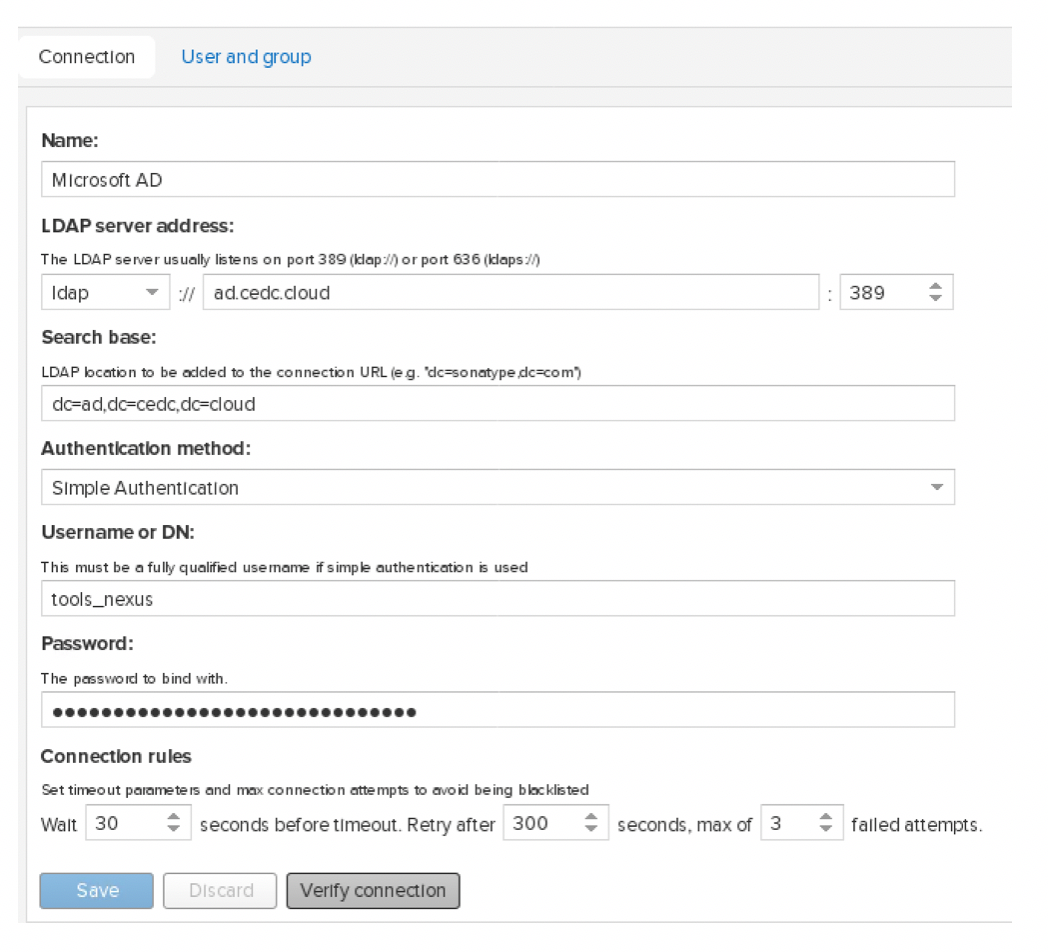 Connection User and group
Name:
Microsoft AD
LDAP server address:
The LDAP server usually listens on port 389 (ldap://) or port 636 (ldaps://)
ldap :// ad.cedc.cloud : 389
Search base:
LDAP location to be added to the connection URL (e.g. "dc=sonatype,dc=com")
dc=ad,dc=cedc,dc=cloud
Authentication method:
Simple Authentication
Username or DN:
This must be a fully qualified username if simple authentication is used
tools_nexus
Password:
The password to bind with.
●●●●●●●●●●●●●●●●●●●●●●●●●●●●●●
Connection rules
Set timeout parameters and max connection attempts to avoid being blacklisted
Wait 30 seconds before timeout. Retry after 300 seconds, max of 3 failed attempts.
Save Discard Verify connection